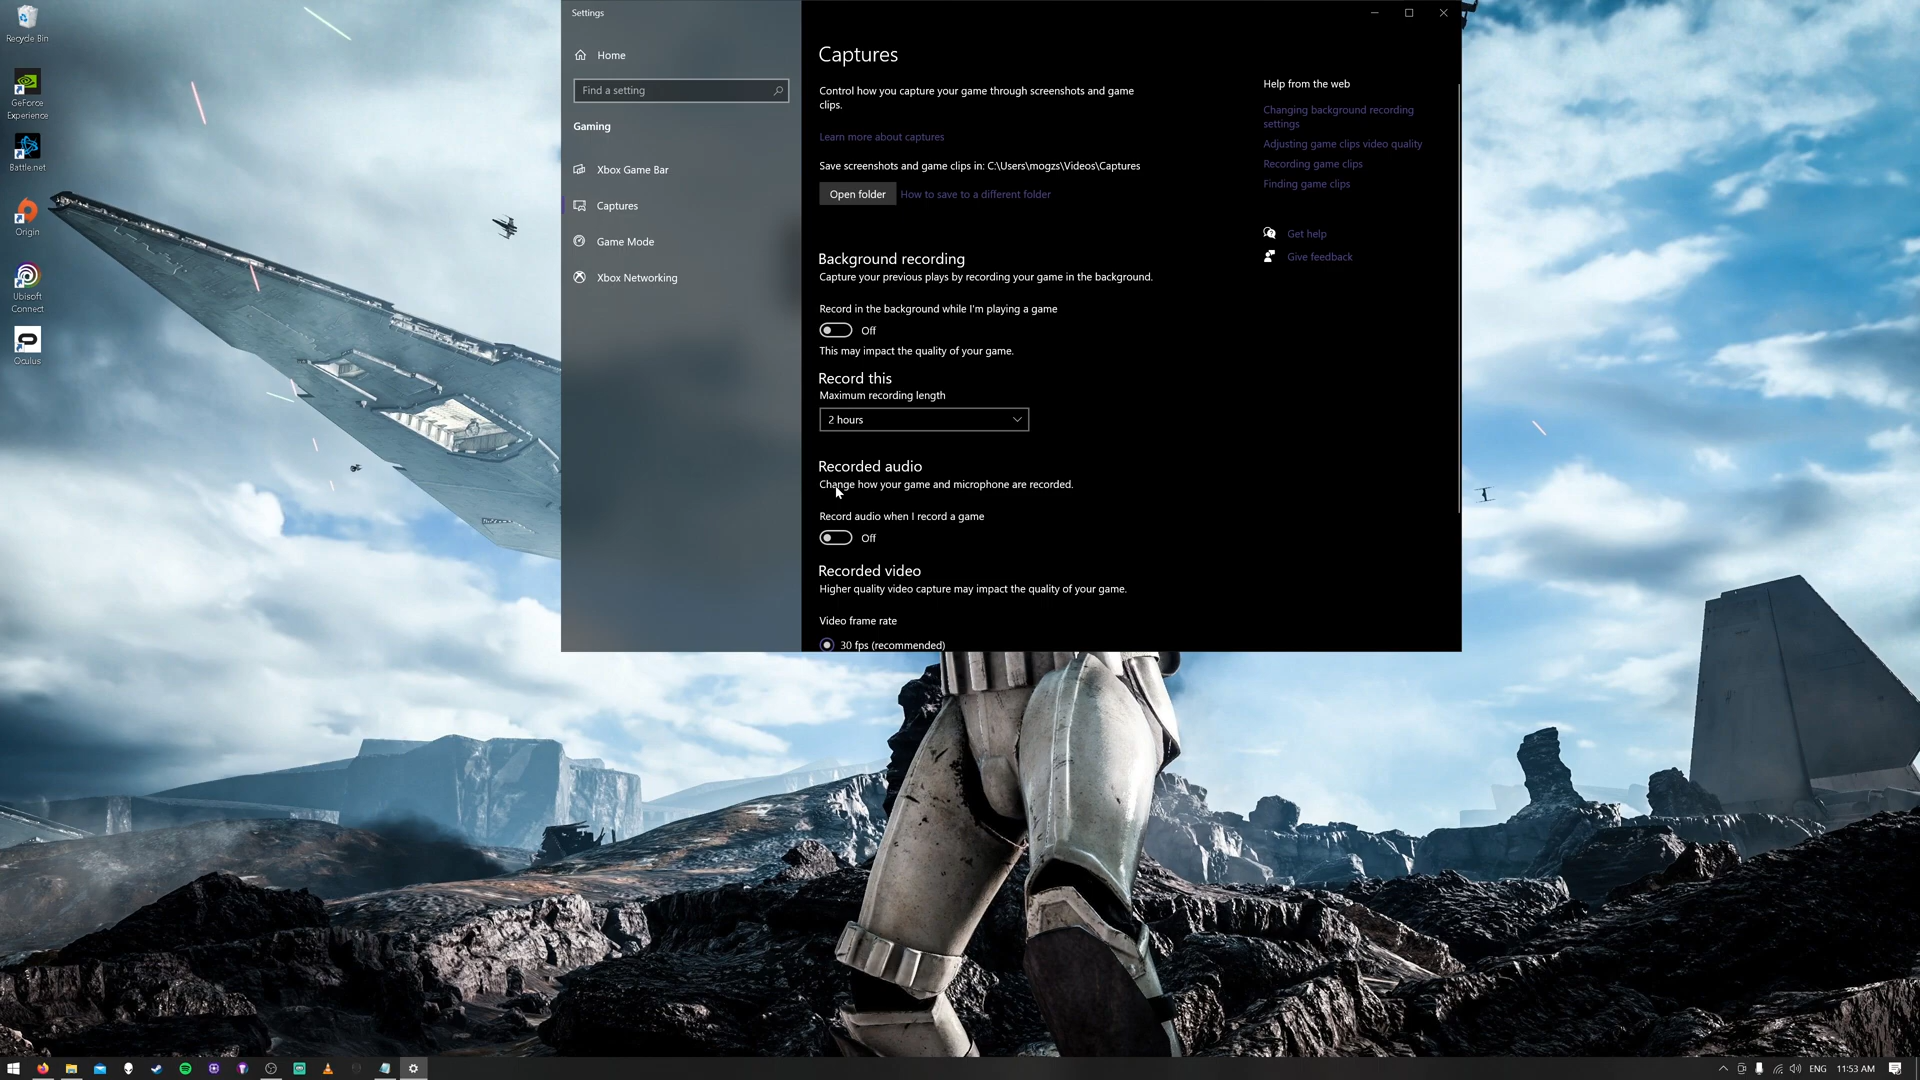 Recycle Bin
GeForce
Experience
Battle.net
Origin
Ubisoft
Connect
Oculus
Settings
Home
Find a setting
Gaming
Xbox Game Bar
Captures
Game Mode
Xbox Networking
Captures
Control how you capture your game through screenshots and game
clips.
Learn more about captures
Save screenshots and game clips in: C:\Users\mogzs\Videos\Captures
Open folder
How to save to a different folder
Background recording
Capture your previous plays by recording your game in the background.
Record in the background while I'm playing a game
Off
This may impact the quality of your game.
Record this
Maximum recording length
2 hours
Recorded audio
Change how your game and microphone are recorded.
Record audio when I record a game
Off
Recorded video
Higher quality video capture may impact the quality of your game.
Video frame rate
30 fps (recommended)
Help from the web
Changing background recording
settings
Adjusting game clips video quality
Recording game clips
Finding game clips
Get help
Give feedback
ENG
11:53 AM